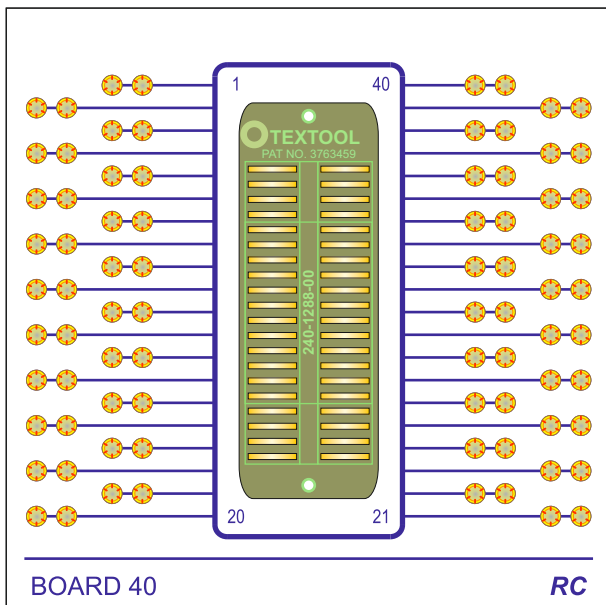 1 40
TEXTOOL
PAT NO. 3763459
240-1288-00
20 21
BOARD 40 RC